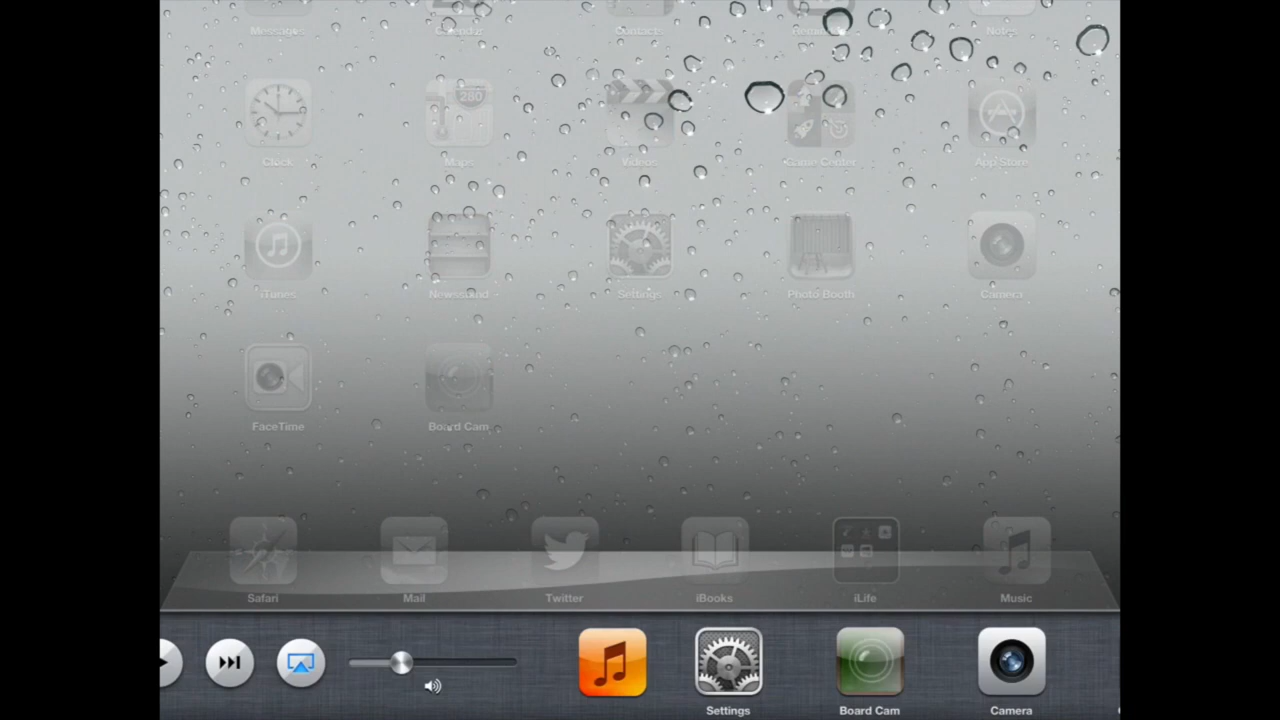 Messages Calendar Contacts Reminders Notes
280
Clock Maps Videos Game Center App Store
iTunes Newsstand Settings Photo Booth Camera
FaceTime Board Cam
Safari Mail Twitter iBooks iLife Music
Settings Board Cam Camera